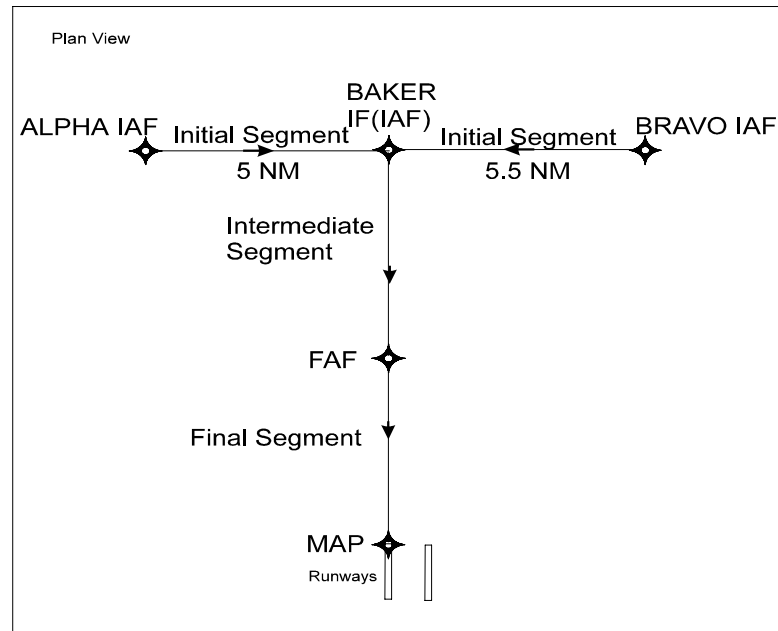 Plan View
BAKER
IF(IAF)
ALPHA IAF
Initial Segment
Initial Segment
BRAVO IAF
5 NM
5.5 NM
Intermediate
Segment
FAF
Final Segment
MAP
Runways